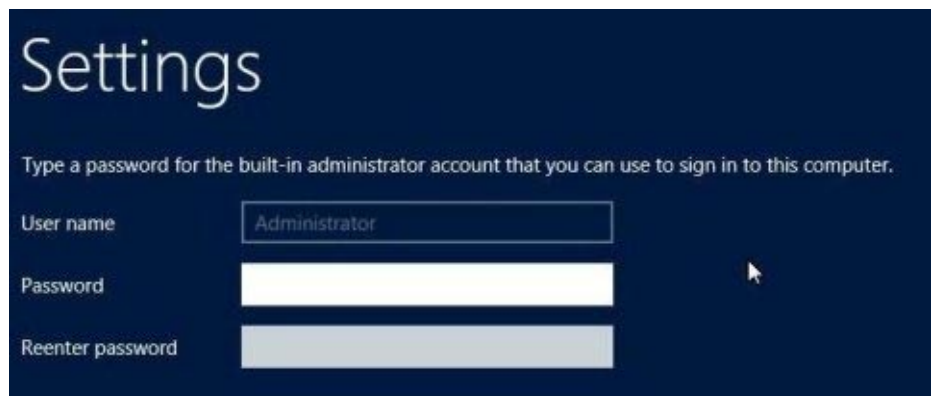 Settings
Type a password for the built-in administrator account that you can use to sign in to this computer.
User name
Administrator
Password
Reenter password